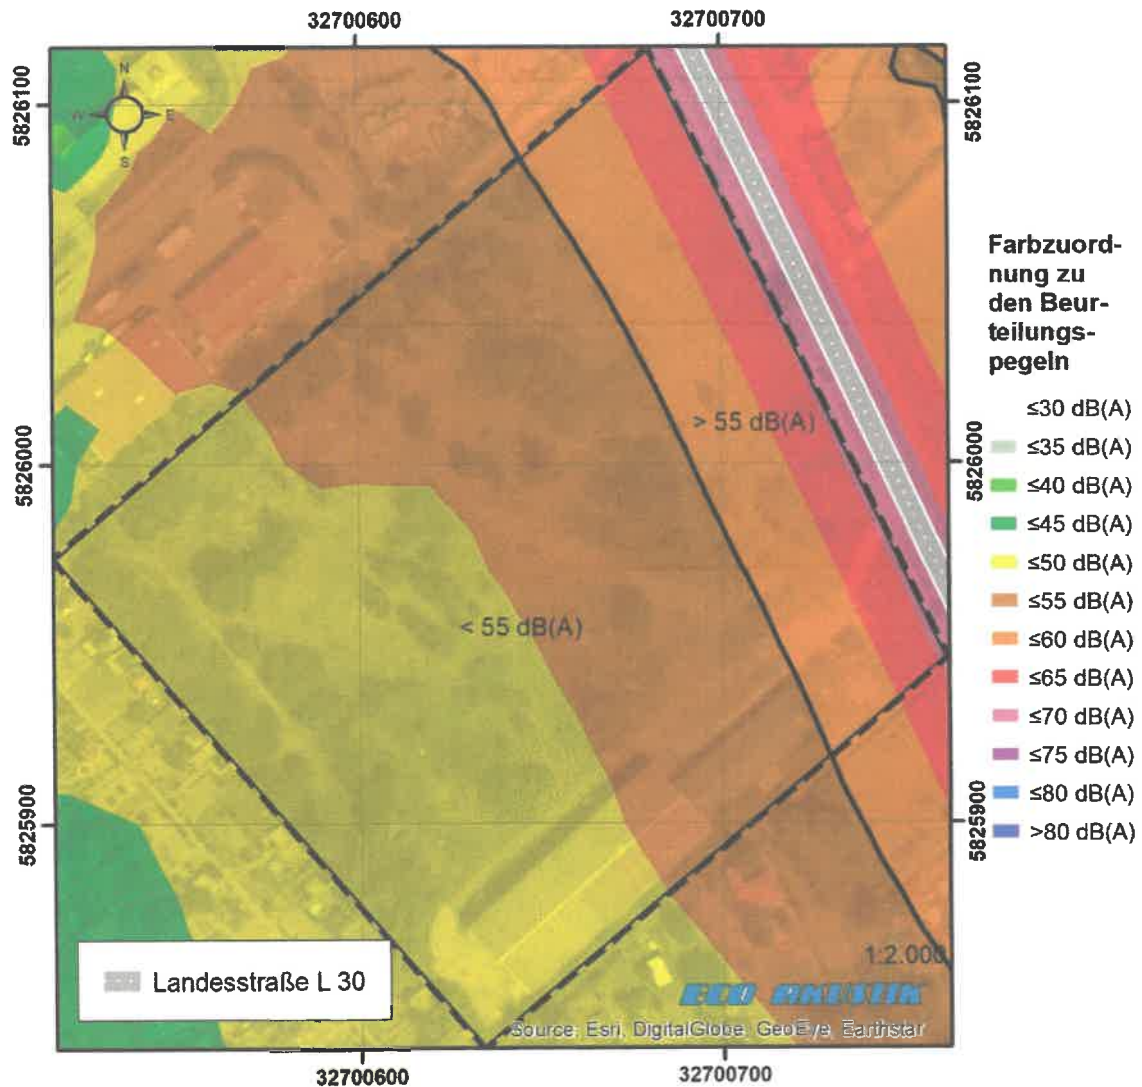 32700600
32700700
5826100
5826100
N
W
E
S
Farbzuord-
nung zu
den Beur-
teilungs-
pegeln
≤30 dB(A)
≤35 dB(A)
≤40 dB(A)
≤45 dB(A)
≤50 dB(A)
≤55 dB(A)
≤60 dB(A)
≤65 dB(A)
≤70 dB(A)
≤75 dB(A)
≤80 dB(A)
>80 dB(A)
> 55 dB(A)
5826000
5826000
< 55 dB(A)
5825900
5825900
1:2.000
Landesstraße L 30
ECO AKUSTIK
Source: Esri, DigitalGlobe, GeoEye, Earthstar
32700600
32700700